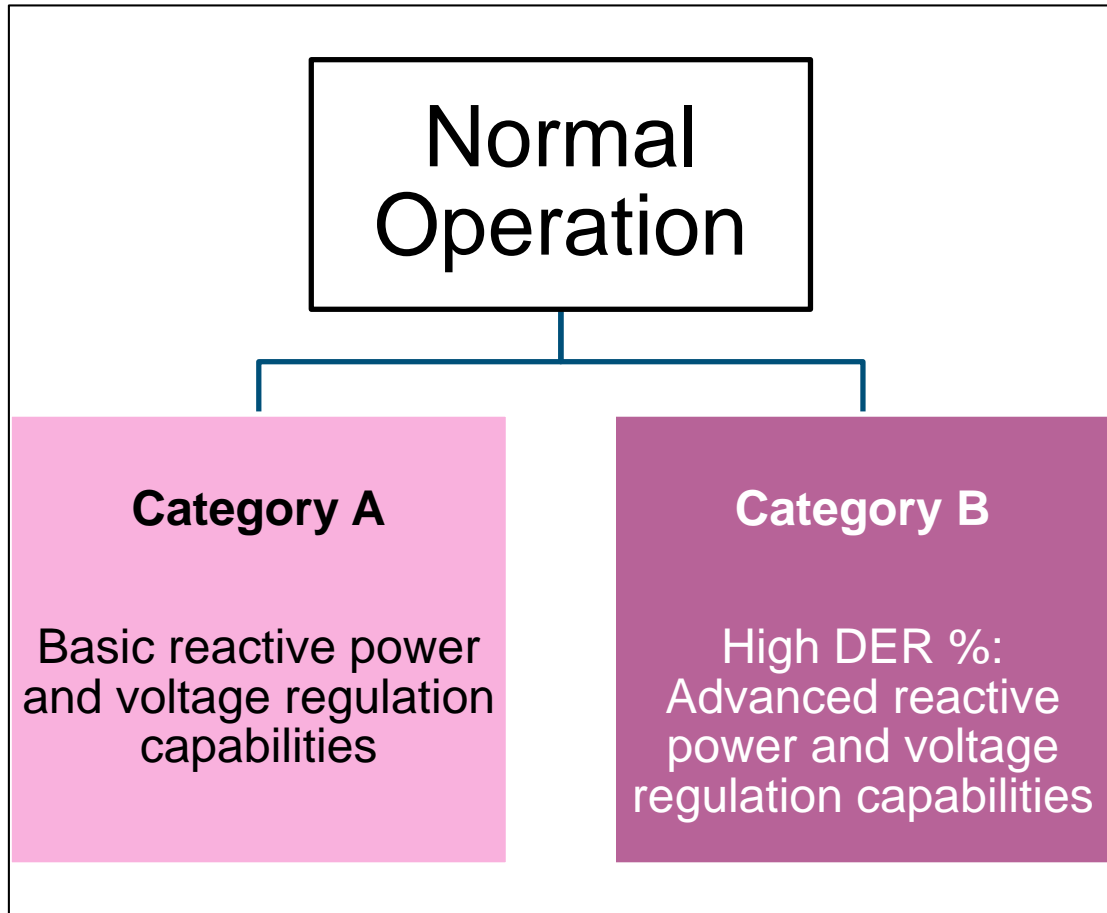 Normal
Operation
Category A
Basic reactive power
and voltage regulation
capabilities
Category B
High DER %:
Advanced reactive
power and voltage
regulation capabilities